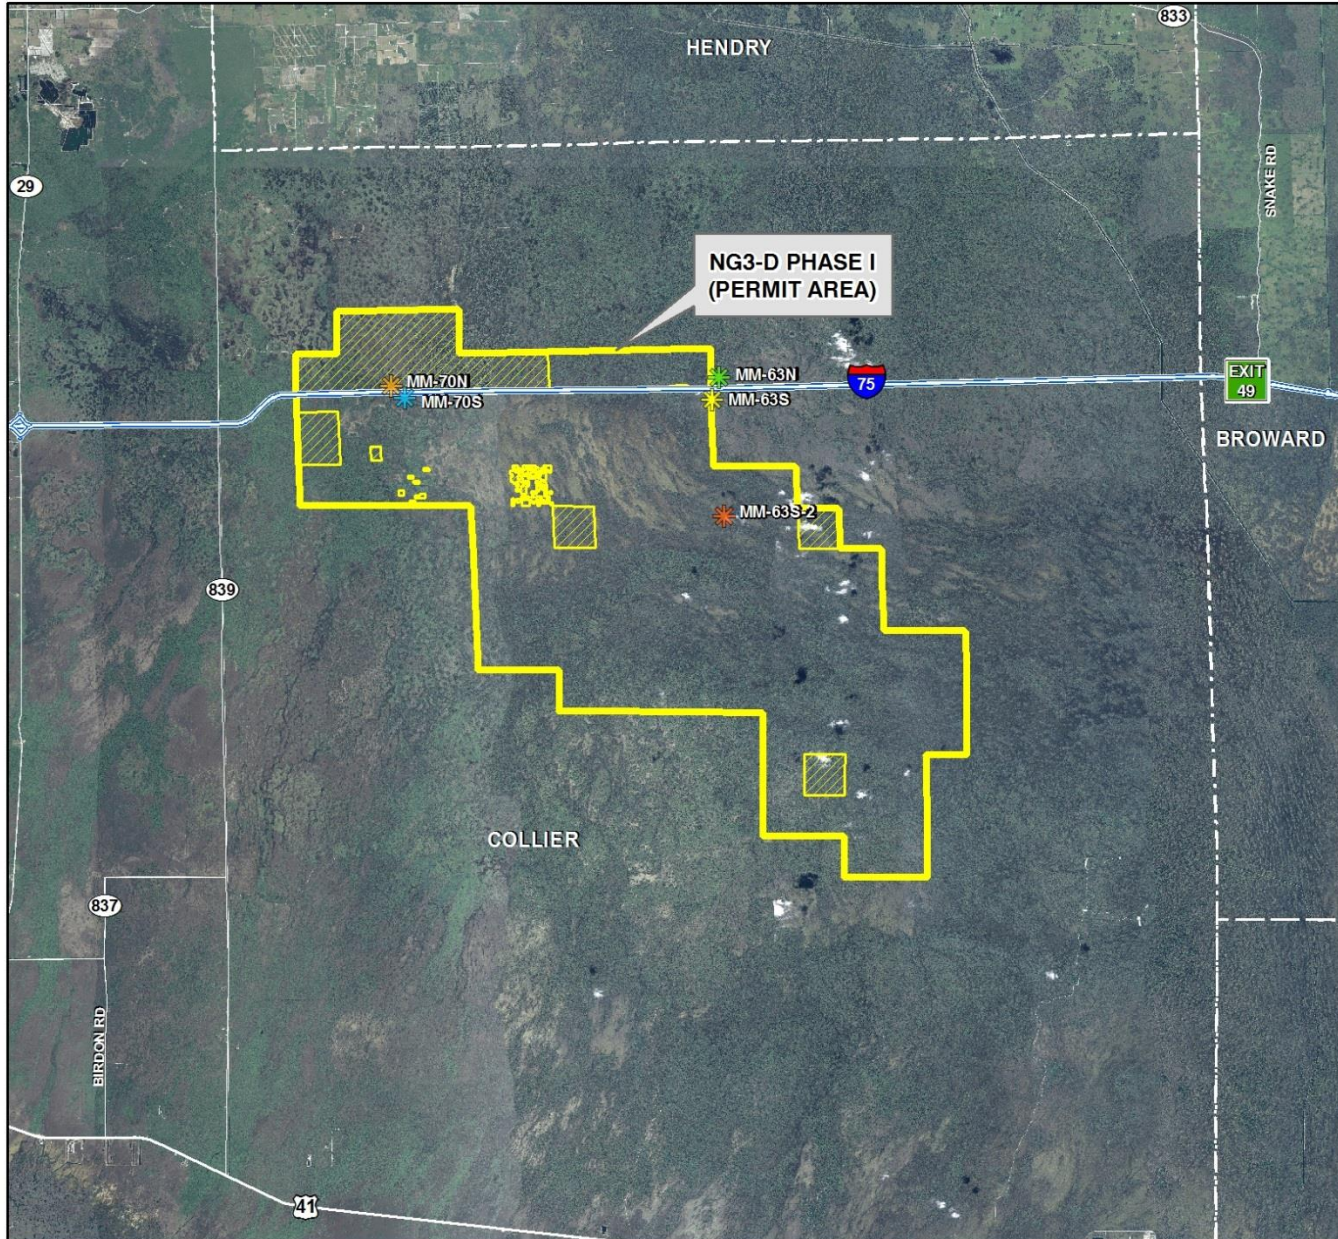 833
HENDRY
29
SNAKE RD
NG3-D PHASE I
(PERMIT AREA)
MM-70N
MM-70S
MM-63N
MM-63S
75
EXIT
49
BROWARD
MM-63S-2
839
COLLIER
837
BIRDON RD
41